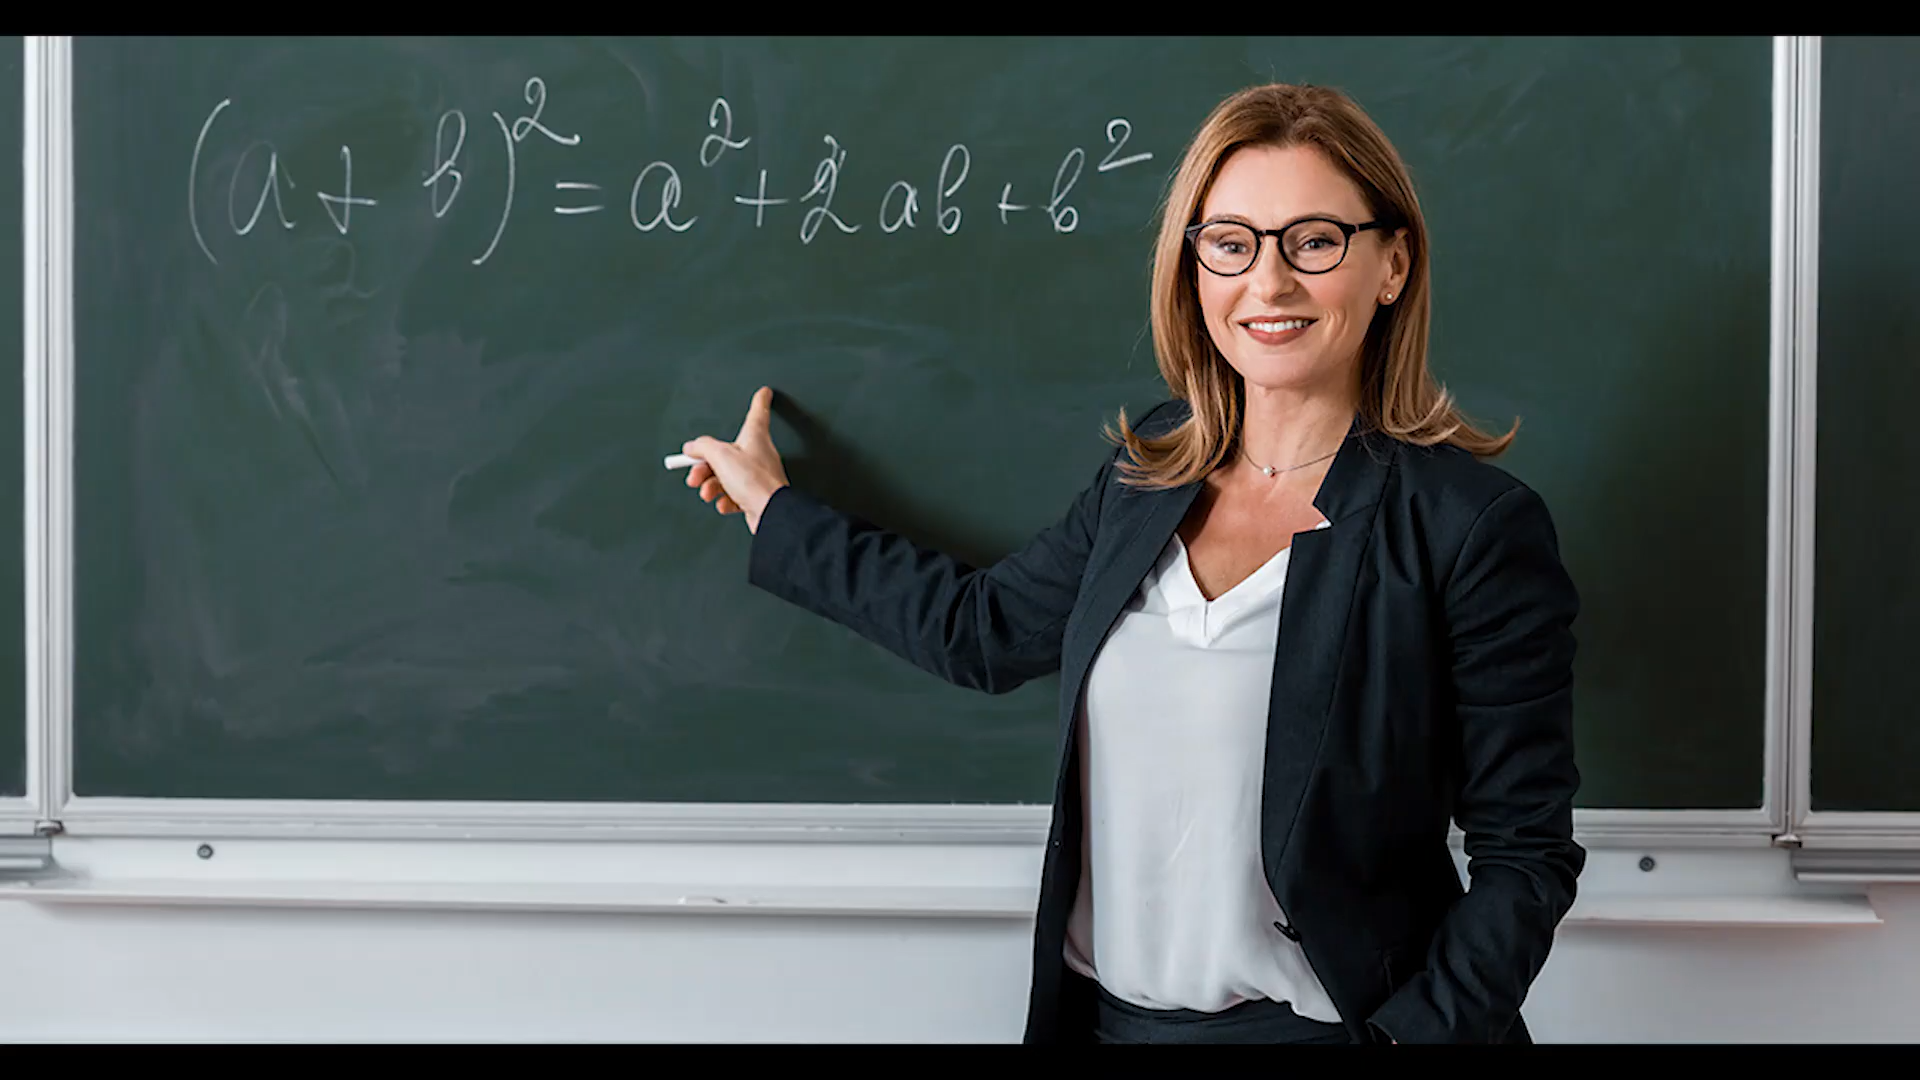 (a + b)² = a² + 2ab + b²